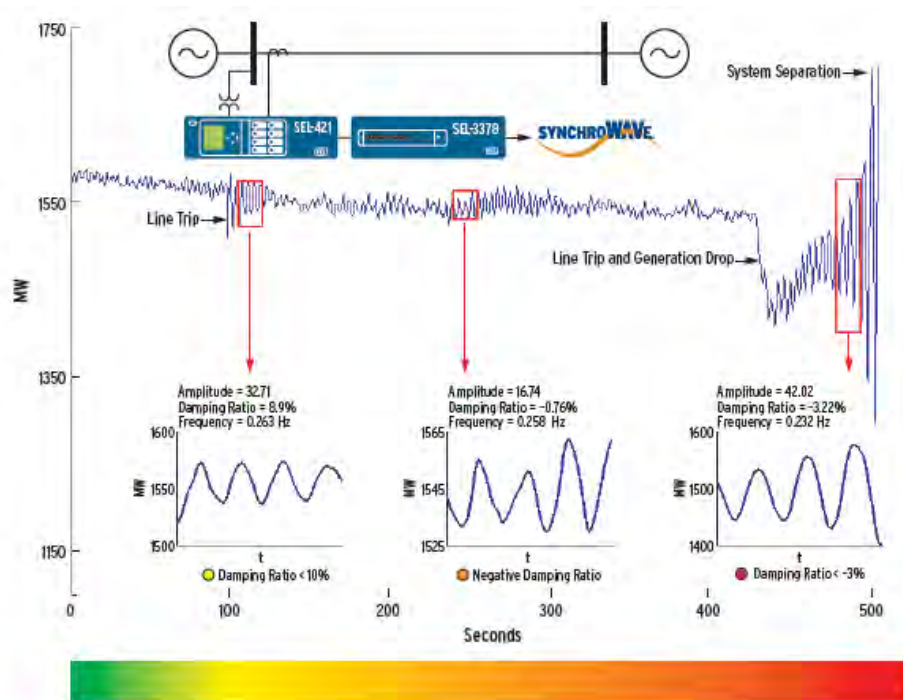 1750
System Separation
SEL-421
SEL-3378
SYNCHROWAVE
1550
Line Trip
Line Trip and Generation Drop
MW
1350
Amplitude = 32.71
Damping Ratio = 8.9%
Frequency = 0.263 Hz
Amplitude = 16.74
Damping Ratio = -0.76%
Frequency = 0.258 Hz
Amplitude = 42.02
Damping Ratio = -3.22%
Frequency = 0.232 Hz
1600
MW
1550
1500
t
1565
MW
1545
1525
t
1600
MW
1500
1400
t
1150
Damping Ratio <10%
Negative Damping Ratio
Damping Ratio < -3%
0 100 200 300 400 500
Seconds